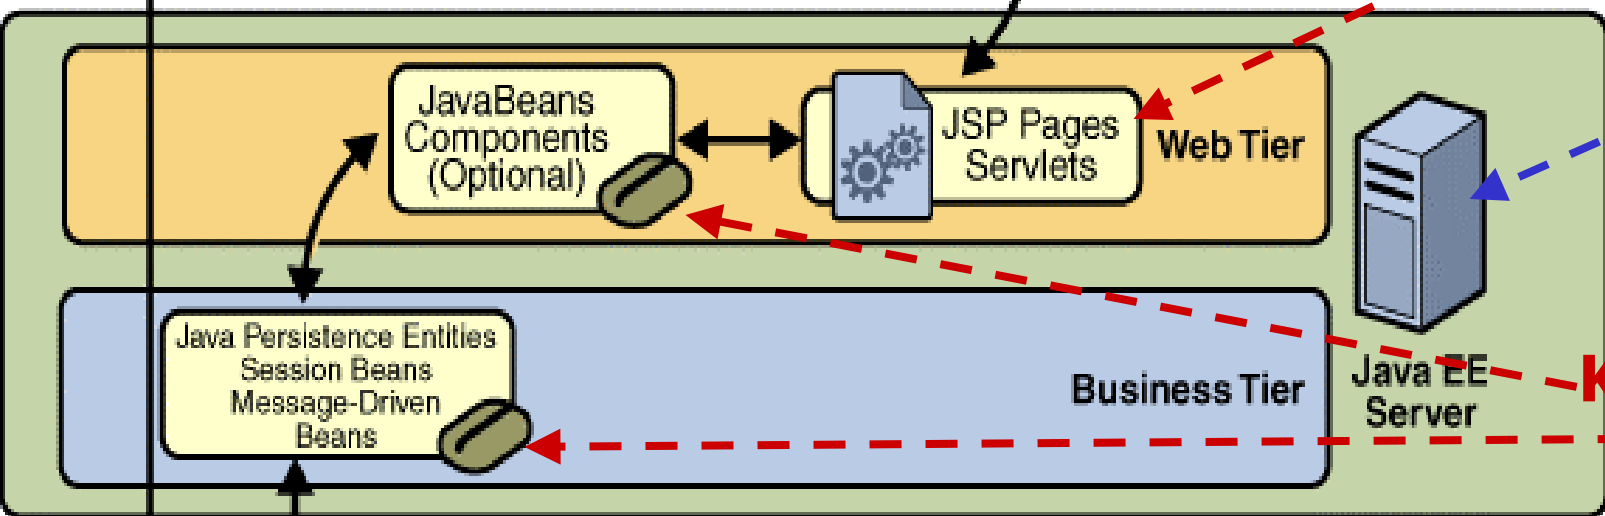 JavaBeans
Components
(Optional)
JSP Pages
Servlets
Web Tier
Java Persistence Entities
Session Beans
Message-Driven
Beans
Business Tier
Java EE
Server
K